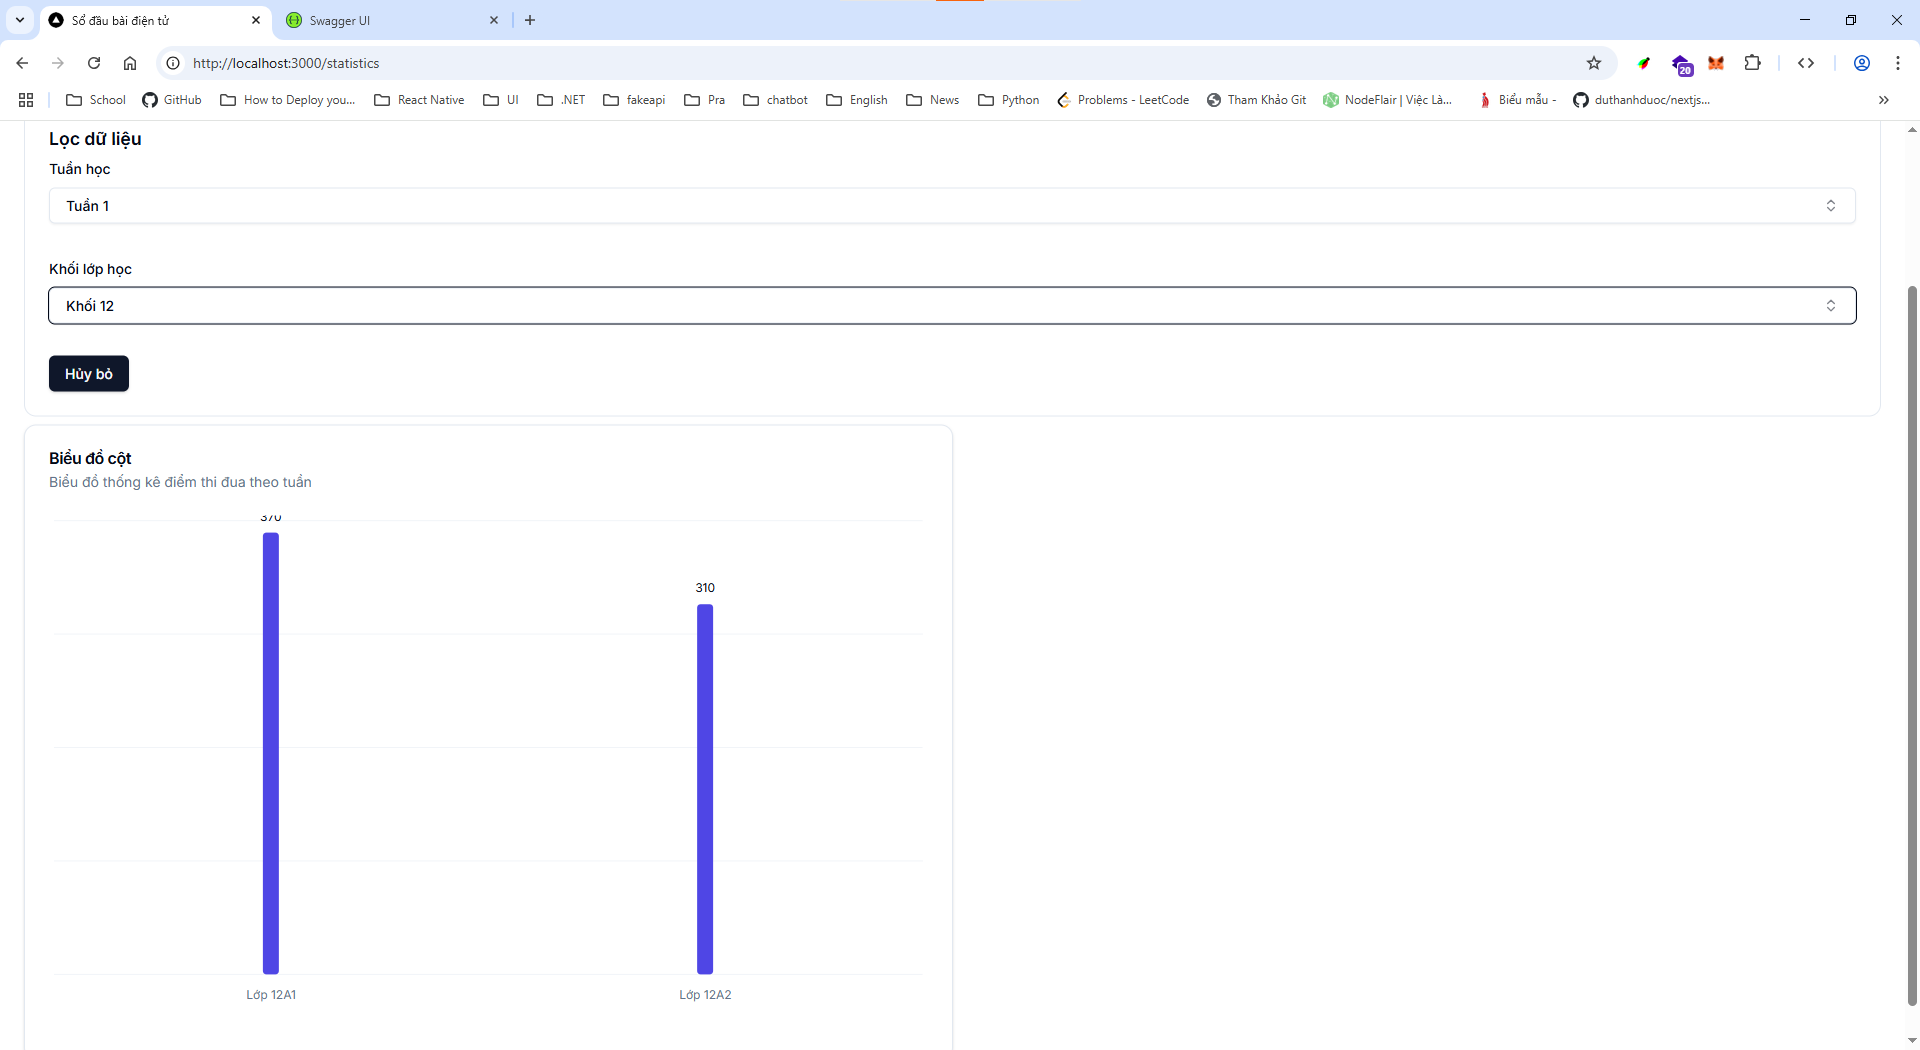 Sổ đầu bài điện tử
Swagger UI
http://localhost:3000/statistics
20
School
GitHub
How to Deploy you...
React Native
UI
.NET
fakeapi
Pra
chatbot
English
News
Python
Problems - LeetCode
Tham Khảo Git
NodeFlair | Việc Là...
Biểu mẫu -
duthanhduoc/nextjs...
Lọc dữ liệu
Tuần học
Tuần 1
Khối lớp học
Khối 12
Hủy bỏ
Biểu đồ cột
Biểu đồ thống kê điểm thi đua theo tuần
370
310
Lớp 12A1
Lớp 12A2